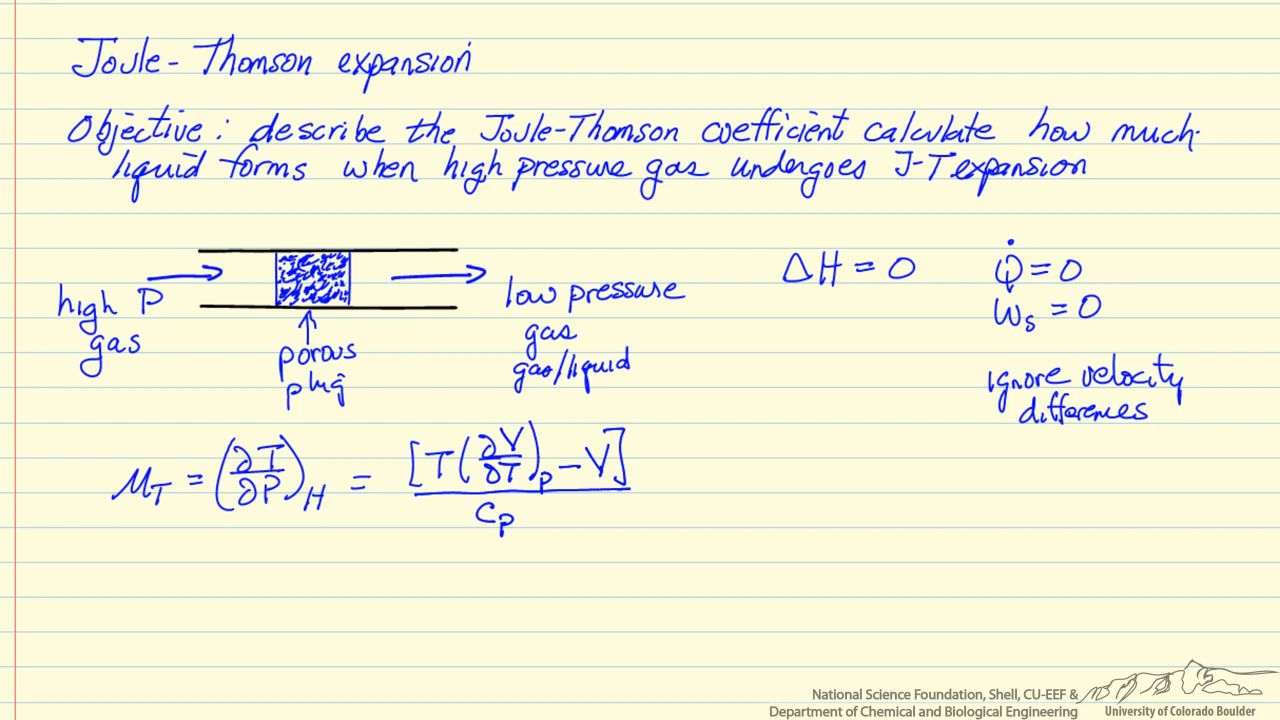 Joule-Thomson expansion
Objective: describe the Joule-Thomson coefficient calculate how much
liquid forms when high pressure gas undergoes J-T expansion
high P
gas
porous
plug
low pressure
gas
gas/liquid
ΔH = 0
Q̇ = 0
Ws = 0
ignore velocity
differences
μT = (∂T/∂P)H = [T(∂V/∂T)P - V] / CP
National Science Foundation, Shell, CU-EEF &
Department of Chemical and Biological Engineering
University of Colorado Boulder